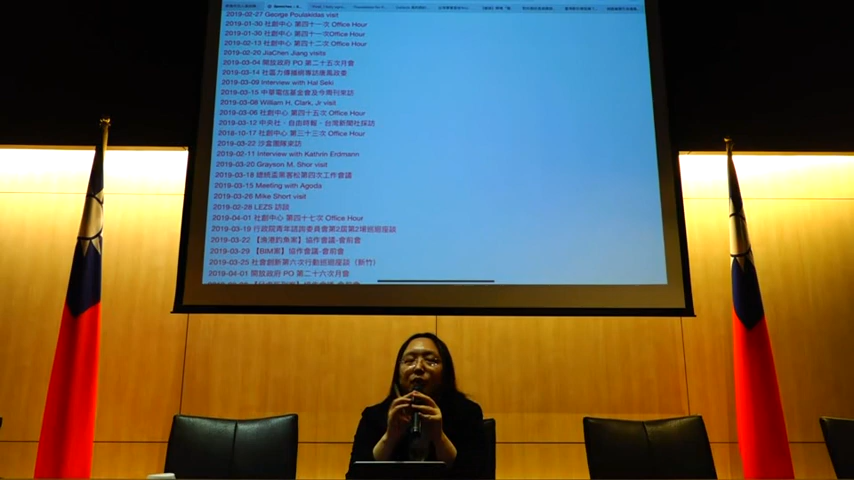 2019-02-27 George Poulakidas visit
2019-01-30 社創中心 第四十一次 Office Hour
2019-01-30 社創中心 第四十一次Office Hour
2019-02-13 社創中心 第四十二次 Office Hour
2019-02-20 JiaChen Jiang visits
2019-03-04 開放政府 PO 第二十五次月會
2019-03-14 社區力傳播總專訪唐鳳政委
2019-03-09 Interview with Hal Seki
2019-03-15 中華電信基金會及今周刊來訪
2019-03-08 William H. Clark, Jr visit
2019-03-06 社創中心 第四十五次 Office Hour
2019-03-12 中央社、自由時報、台灣新聞社採訪
2018-10-17 社創中心 第三十三次 Office Hour
2019-03-22 汐富團隊來訪
2019-02-11 Interview with Kathrin Erdmann
2019-03-20 Grayson M. Shor visit
2019-03-18 總統盃黑客松第四次工作會議
2019-03-15 Meeting with Agoda
2019-03-26 Mike Short visit
2019-02-28 LEZS 訪談
2019-04-01 社創中心 第四十七次 Office Hour
2019-03-19 行政院青年諮詢委員會第2屆第2場巡迴座談
2019-03-22 【漁港釣魚案】協作會議-會前會
2019-03-29 【BIM案】協作會議-會前會
2019-03-25 社會創新第六次行動巡迴座談（新竹）
2019-04-01 開放政府 PO 第二十六次月會